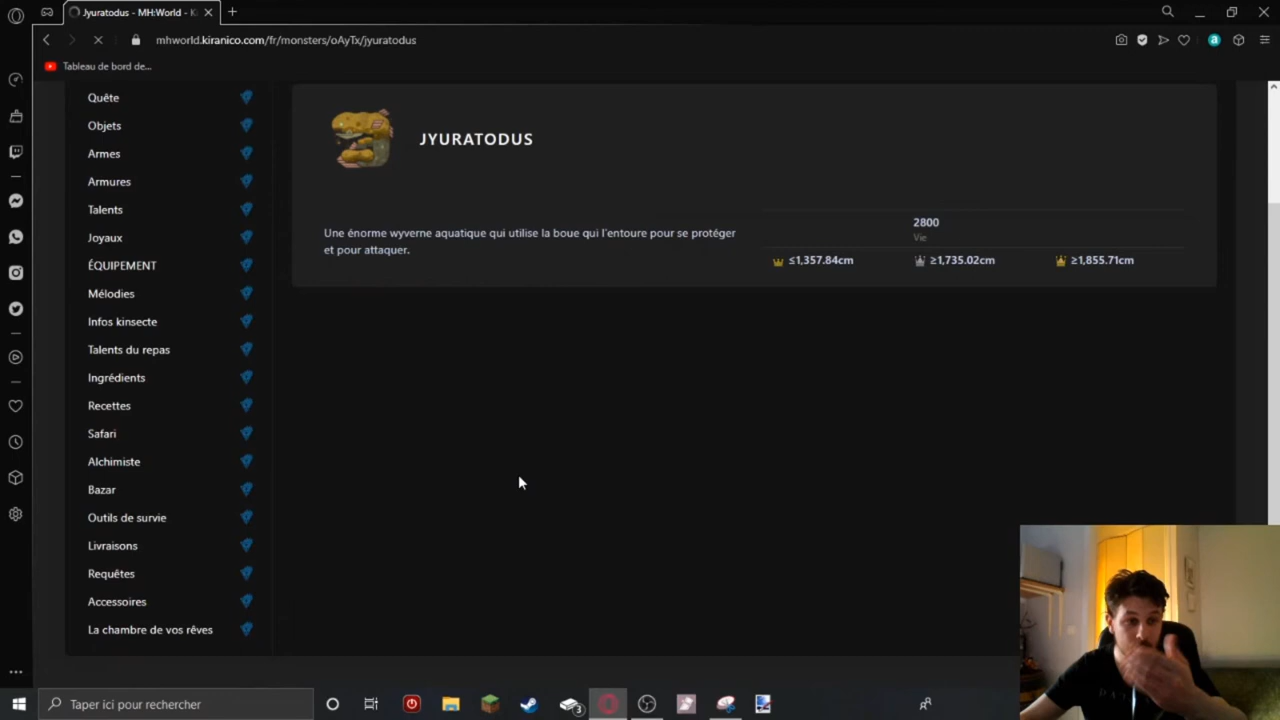 Jyuratodus - MH:World - K
mhworld.kiranico.com/fr/monsters/oAyTx/jyuratodus
Tableau de bord de...
Quête
Objets
Armes
Armures
Talents
Joyaux
ÉQUIPEMENT
Mélodies
Infos kinsecte
Talents du repas
Ingrédients
Recettes
Safari
Alchimiste
Bazar
Outils de survie
Livraisons
Requêtes
Accessoires
La chambre de vos rêves
JYURATODUS
Une énorme wyverne aquatique qui utilise la boue qui l'entoure pour se protéger
et pour attaquer.
2800
Vie
≤1,357.84cm
≥1,735.02cm
≥1,855.71cm
Taper ici pour rechercher
3